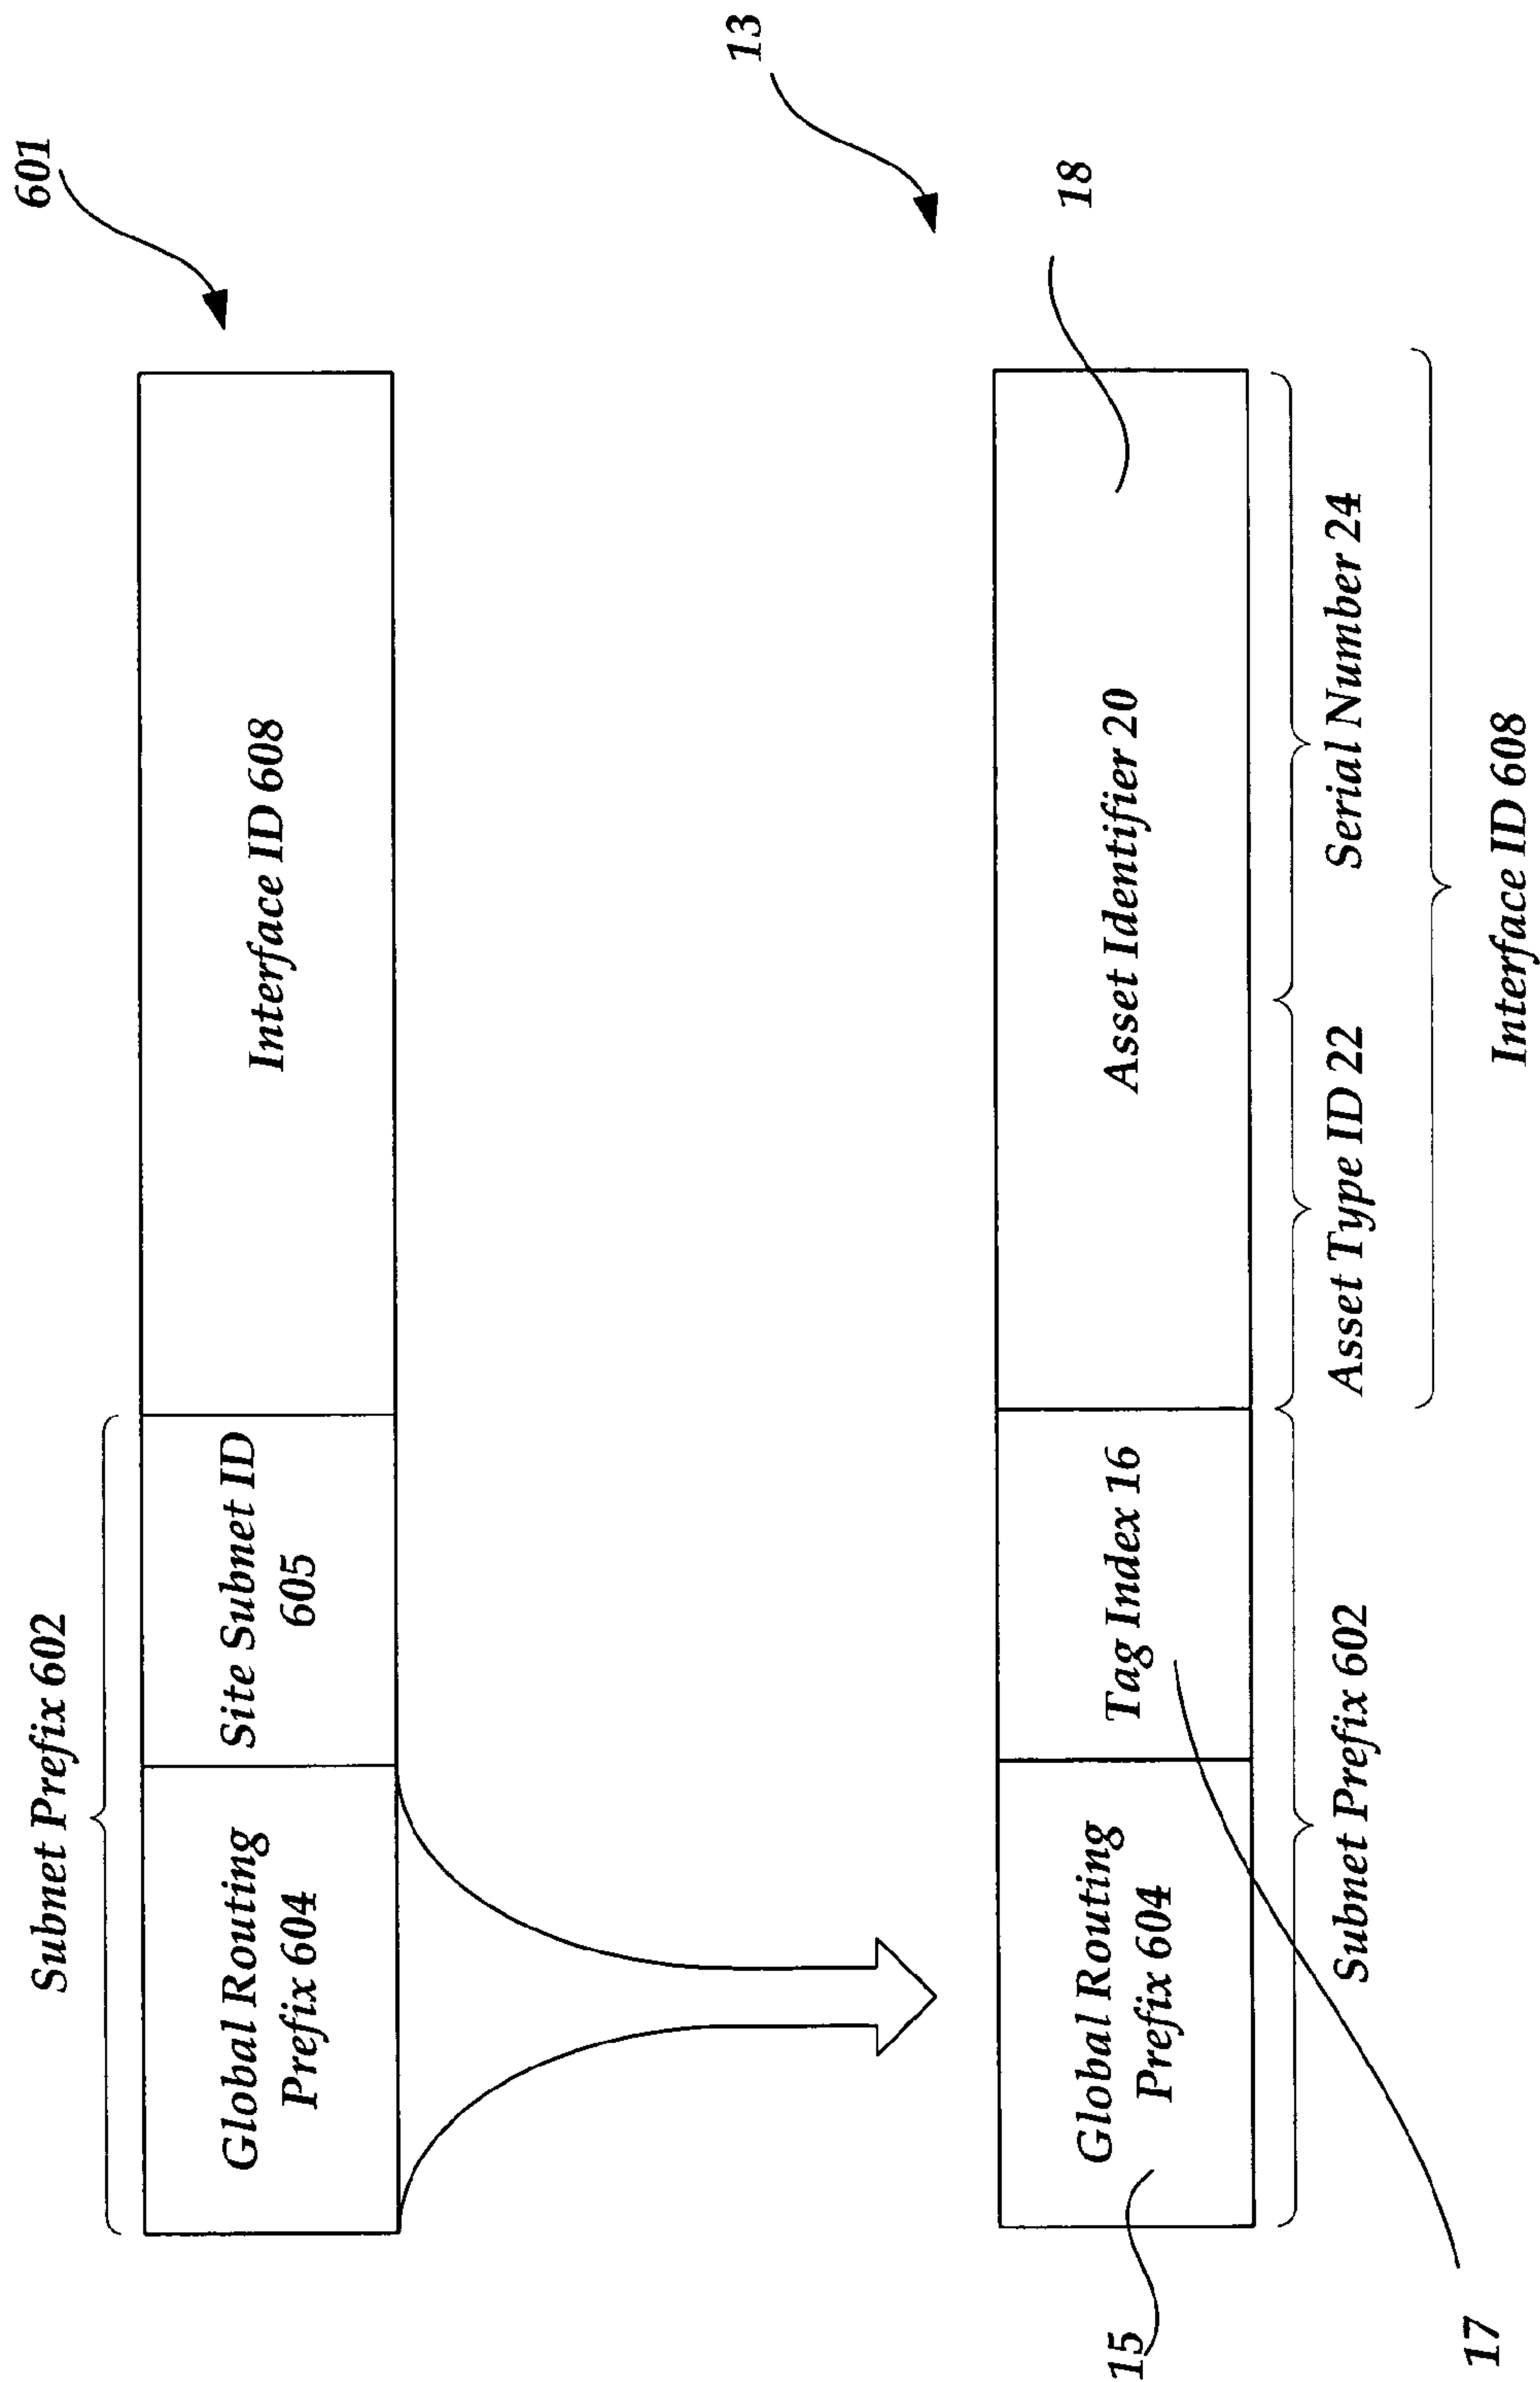 601
Subnet Prefix 602
Global Routing
Prefix 604
Site Subnet ID
605
Interface ID 608
13
18
Global Routing
Prefix 604
Tag Index 16
Asset Identifier 20
15
Subnet Prefix 602
Asset Type ID 22
Serial Number 24
Interface ID 608
17